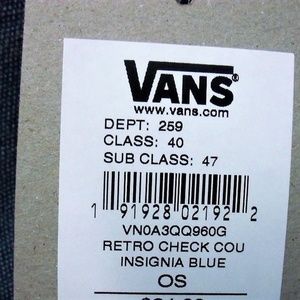 VANS
www.vans.com
DEPT: 259
CLASS: 40
SUB CLASS: 47
1 91928 02192 2
VN0A3QQ960G
RETRO CHECK COU
INSIGNIA BLUE
OS